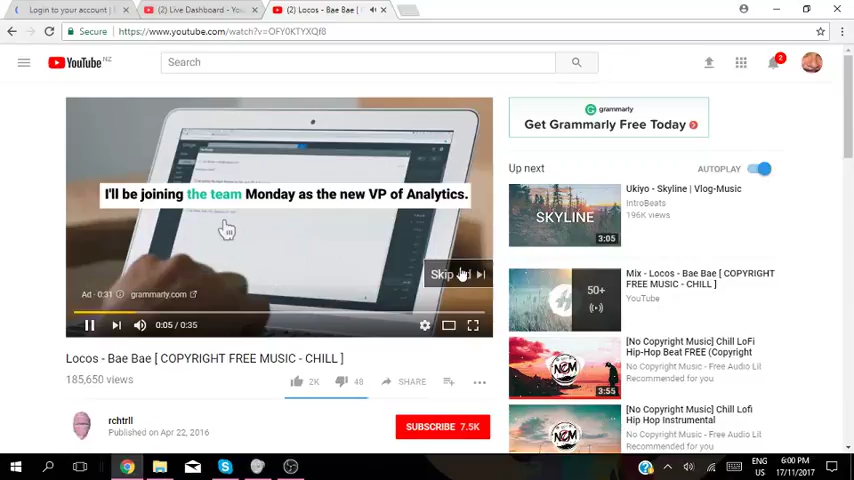 Login to your account |
(2) Live Dashboard - You
(2) Locos - Bae Bae [
Secure
https://www.youtube.com/watch?v=OFY0KTYXQf8
YouTube NZ
Search
2
I'll be joining the team Monday as the new VP of Analytics.
Skip
Ad · 0:31
grammarly.com
0:05 / 0:35
Locos - Bae Bae [ COPYRIGHT FREE MUSIC - CHILL ]
185,650 views
2K
48
SHARE
rchtrll
Published on Apr 22, 2016
SUBSCRIBE 7.5K
grammarly
Get Grammarly Free Today
Up next
AUTOPLAY
SKYLINE
3:05
Ukiyo - Skyline | Vlog-Music
IntroBeats
196K views
50+
Mix - Locos - Bae Bae [ COPYRIGHT
FREE MUSIC - CHILL ]
YouTube
NCM
3:55
[No Copyright Music] Chill LoFi
Hip-Hop Beat FREE (Copyright
No Copyright Music - Free Audio Lil
Recommended for you
NCM
[No Copyright Music] Chill Lofi
Hip Hop Instrumental
No Copyright Music - Free Audio Lil
Recommended for you
ENG
US
6:00 PM
17/11/2017